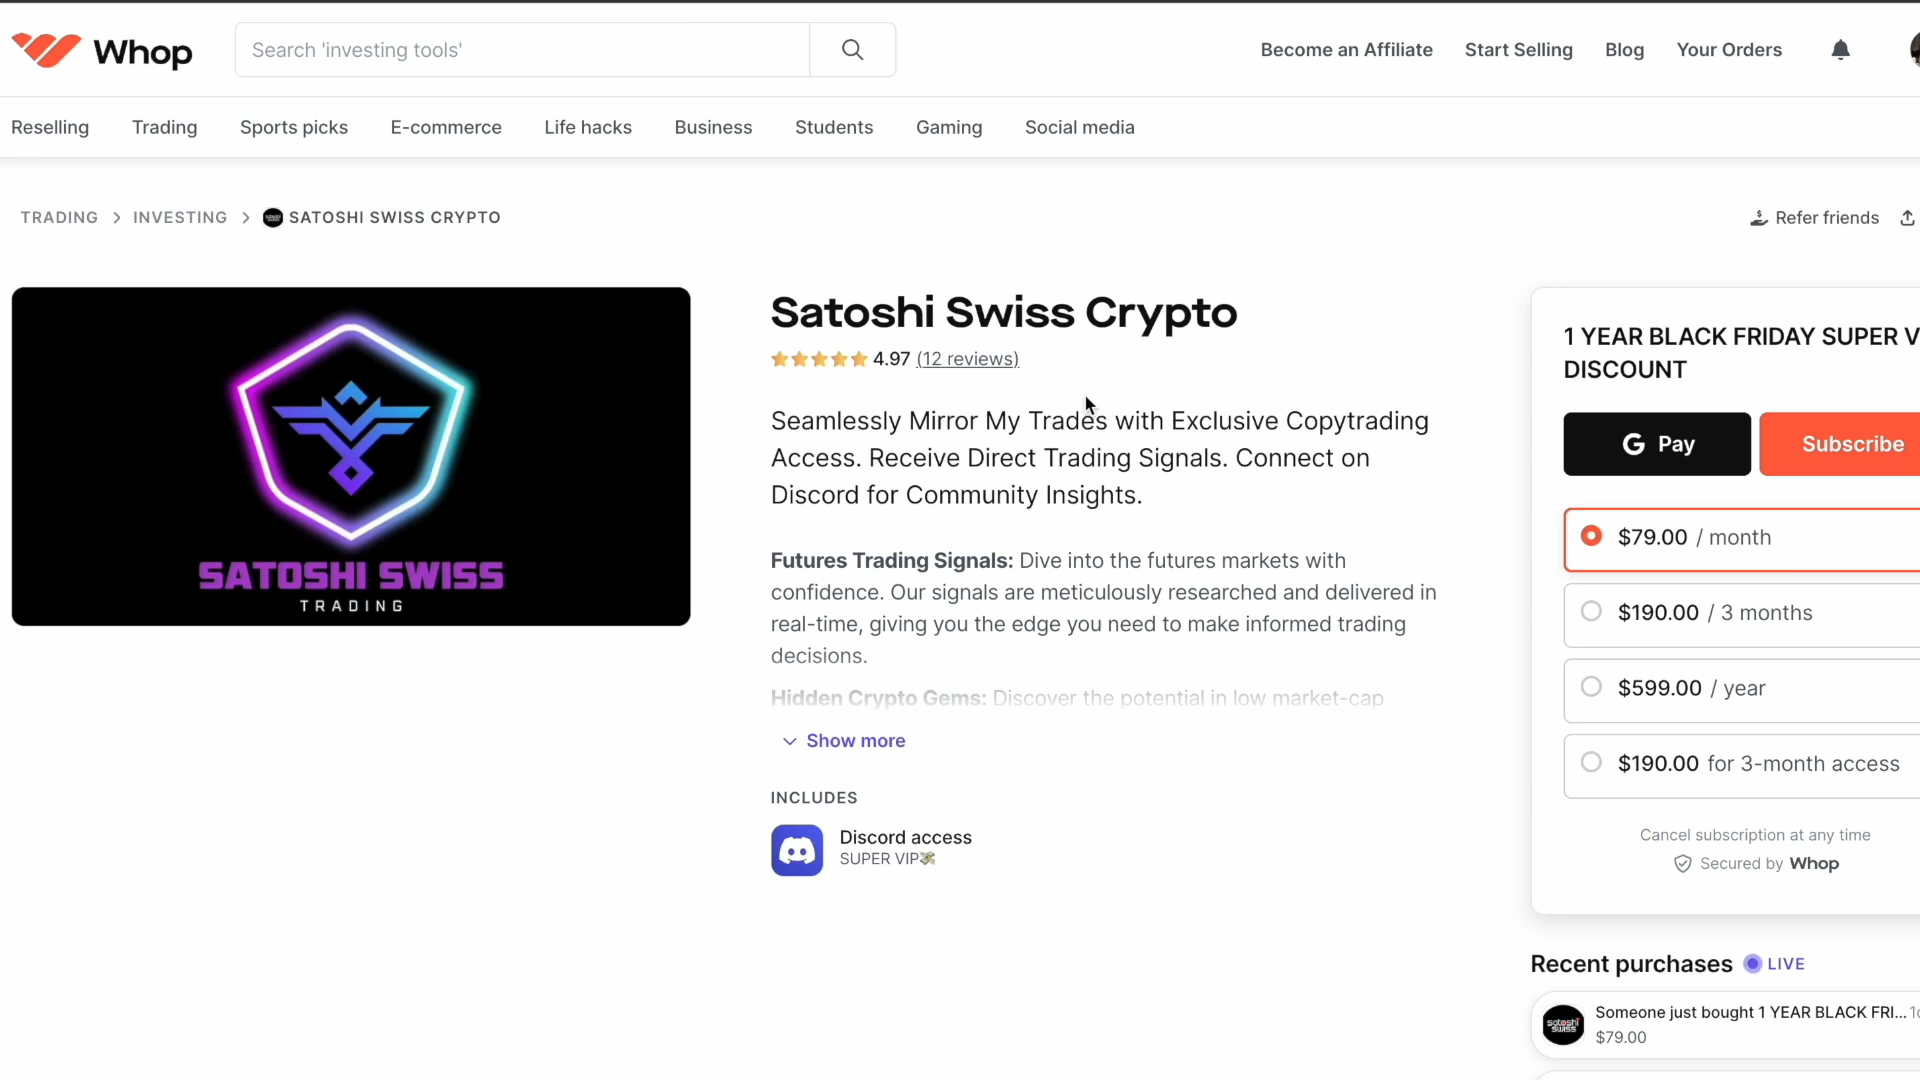 Whop
Search 'investing tools'
Become an Affiliate
Start Selling
Blog
Your Orders
Reselling
Trading
Sports picks
E-commerce
Life hacks
Business
Students
Gaming
Social media
TRADING > INVESTING > SATOSHI SWISS CRYPTO
Refer friends
SATOSHI SWISS
TRADING
Satoshi Swiss Crypto
4.97 (12 reviews)
Seamlessly Mirror My Trades with Exclusive Copytrading
Access. Receive Direct Trading Signals. Connect on
Discord for Community Insights.
Futures Trading Signals: Dive into the futures markets with
confidence. Our signals are meticulously researched and delivered in
real-time, giving you the edge you need to make informed trading
decisions.
Hidden Crypto Gems: Discover the potential in low market-cap
Show more
INCLUDES
Discord access
SUPER VIP💸
1 YEAR BLACK FRIDAY SUPER V
DISCOUNT
G Pay
Subscribe
$79.00 / month
$190.00 / 3 months
$599.00 / year
$190.00 for 3-month access
Cancel subscription at any time
Secured by Whop
Recent purchases LIVE
satoshi
swiss
Someone just bought 1 YEAR BLACK FRI...
$79.00